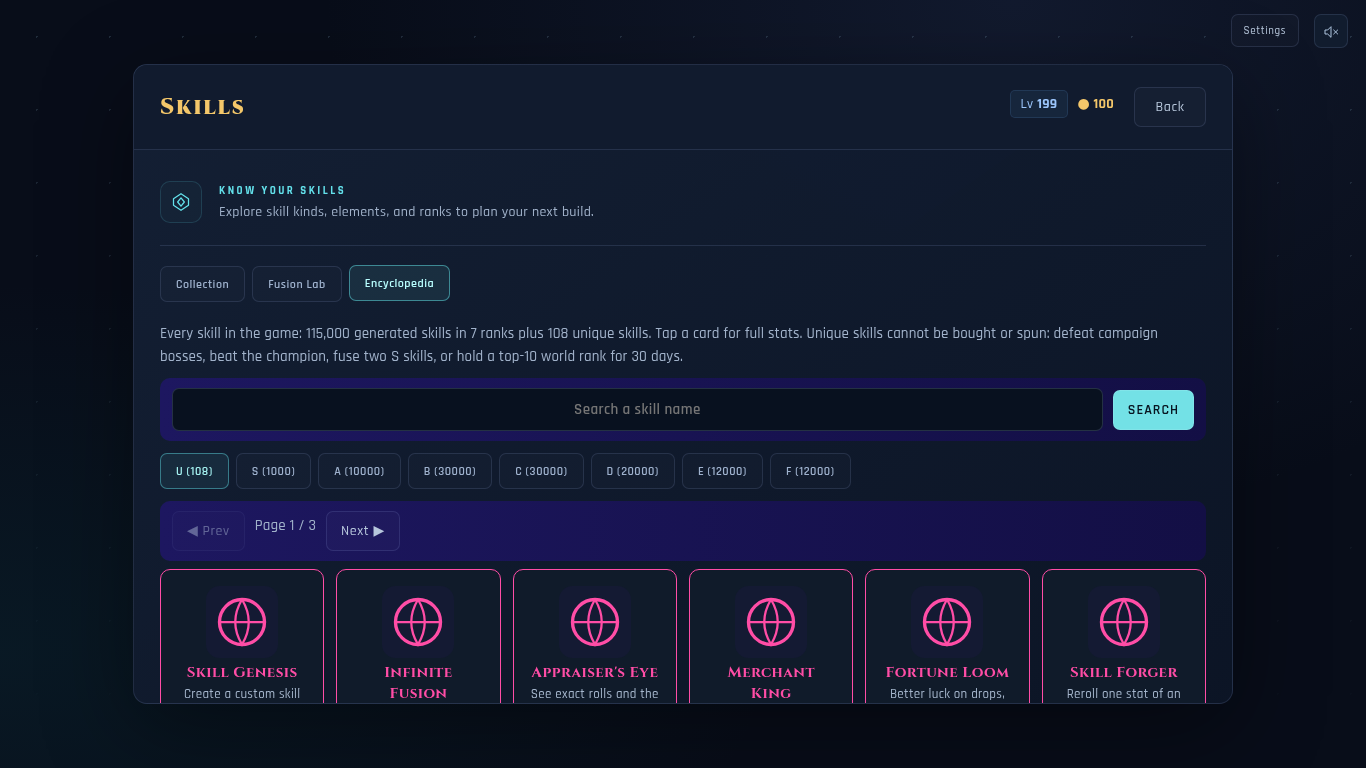 Settings
Skills
Lv 199
100
Back
KNOW YOUR SKILLS
Explore skill kinds, elements, and ranks to plan your next build.
Collection
Fusion Lab
Encyclopedia
Every skill in the game: 115,000 generated skills in 7 ranks plus 108 unique skills. Tap a card for full stats. Unique skills cannot be bought or spun: defeat campaign
bosses, beat the champion, fuse two S skills, or hold a top-10 world rank for 30 days.
Search a skill name
SEARCH
U (108)
S (1000)
A (10000)
B (30000)
C (30000)
D (20000)
E (12000)
F (12000)
◀ Prev
Page 1 / 3
Next ▶
Skill Genesis
Create a custom skill
Infinite
Fusion
Appraiser's Eye
See exact rolls and the
Merchant
King
Fortune Loom
Better luck on drops,
Skill Forger
Reroll one stat of an